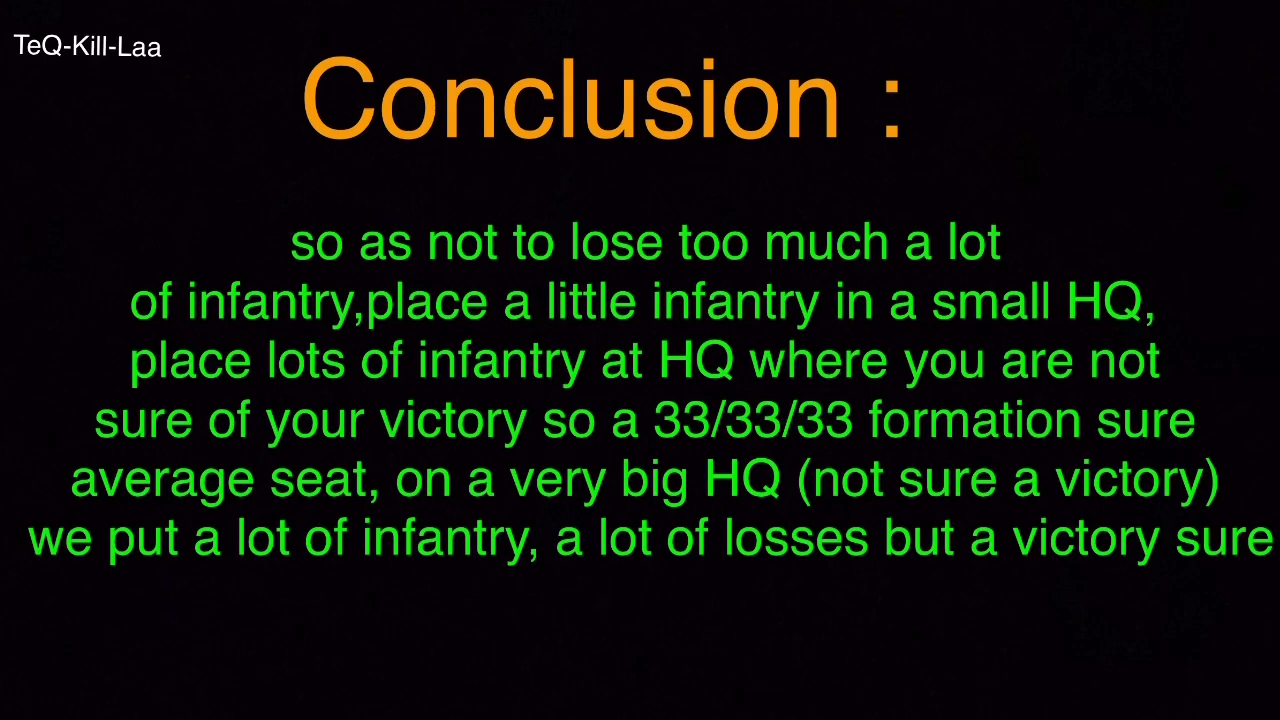 TeQ-Kill-Laa
Conclusion :
so as not to lose too much a lot
of infantry,place a little infantry in a small HQ,
place lots of infantry at HQ where you are not
sure of your victory so a 33/33/33 formation sure
average seat, on a very big HQ (not sure a victory)
we put a lot of infantry, a lot of losses but a victory sure